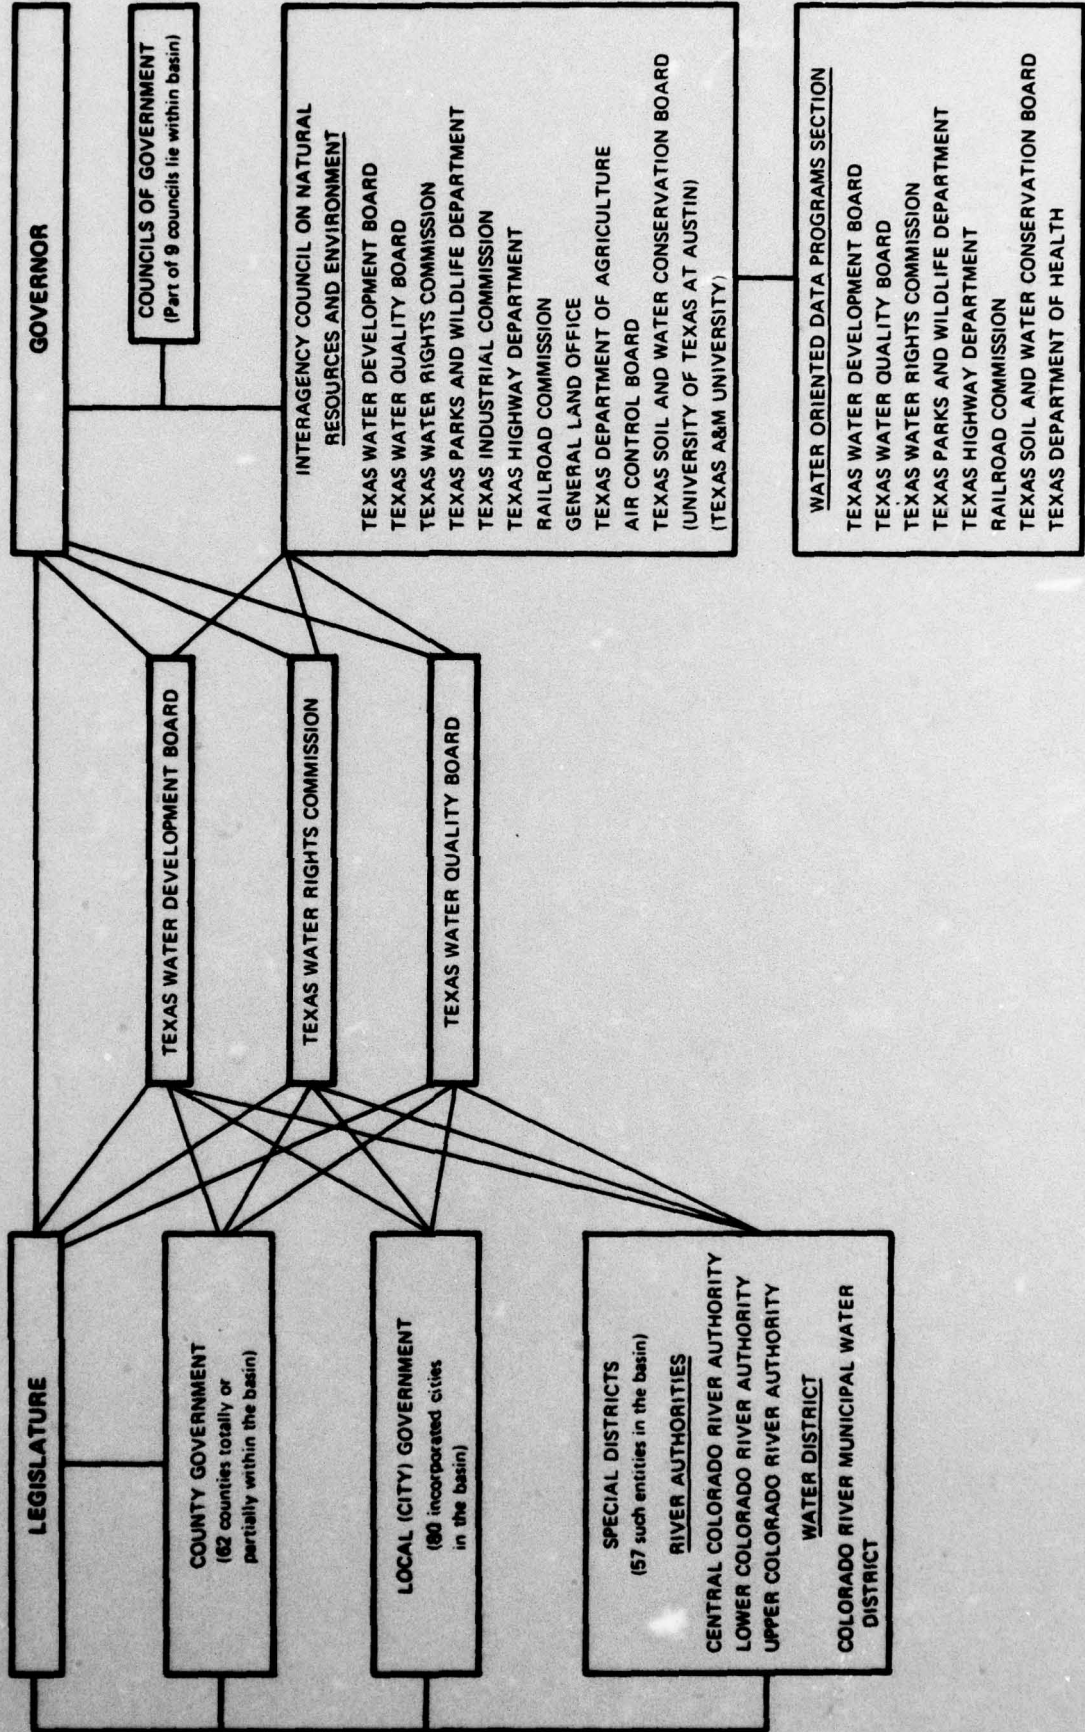 LEGISLATURE
COUNTY GOVERNMENT
(62 counties totally or
partially within the basin)
LOCAL (CITY) GOVERNMENT
(80 incorporated cities
in the basin)
SPECIAL DISTRICTS
(57 such entities in the basin)
RIVER AUTHORITIES
CENTRAL COLORADO RIVER AUTHORITY
LOWER COLORADO RIVER AUTHORITY
UPPER COLORADO RIVER AUTHORITY
WATER DISTRICT
COLORADO RIVER MUNICIPAL WATER
DISTRICT
TEXAS WATER DEVELOPMENT BOARD
TEXAS WATER RIGHTS COMMISSION
TEXAS WATER QUALITY BOARD
GOVERNOR
COUNCILS OF GOVERNMENT
(Part of 9 councils lie within basin)
INTERAGENCY COUNCIL ON NATURAL
RESOURCES AND ENVIRONMENT
TEXAS WATER DEVELOPMENT BOARD
TEXAS WATER QUALITY BOARD
TEXAS WATER RIGHTS COMMISSION
TEXAS PARKS AND WILDLIFE DEPARTMENT
TEXAS INDUSTRIAL COMMISSION
TEXAS HIGHWAY DEPARTMENT
RAILROAD COMMISSION
GENERAL LAND OFFICE
TEXAS DEPARTMENT OF AGRICULTURE
AIR CONTROL BOARD
TEXAS SOIL AND WATER CONSERVATION BOARD
(UNIVERSITY OF TEXAS AT AUSTIN)
(TEXAS A&M UNIVERSITY)
WATER ORIENTED DATA PROGRAMS SECTION
TEXAS WATER DEVELOPMENT BOARD
TEXAS WATER QUALITY BOARD
TEXAS WATER RIGHTS COMMISSION
TEXAS PARKS AND WILDLIFE DEPARTMENT
TEXAS HIGHWAY DEPARTMENT
RAILROAD COMMISSION
TEXAS SOIL AND WATER CONSERVATION BOARD
TEXAS DEPARTMENT OF HEALTH